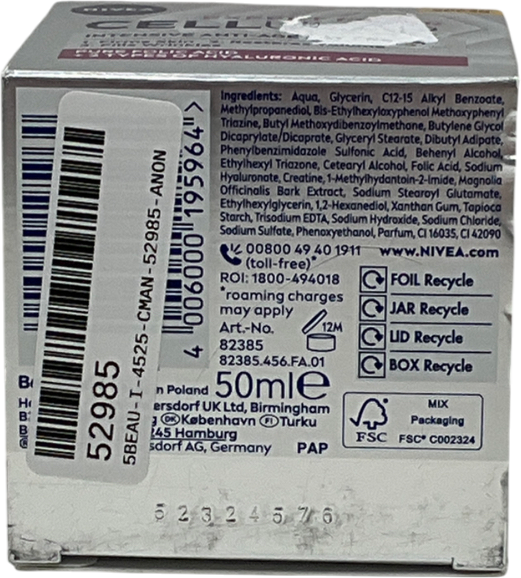 NIVEA
INTENSIVE ANTI-AGE
Ingredients: Aqua, Glycerin, C12-15 Alkyl Benzoate,
Methylpropanediol, Bis-Ethylhexyloxyphenol Methoxyphenyl
Triazine, Butyl Methoxydibenzoylmethane, Butylene Glycol
Dicaprylate/Dicaprate, Glyceryl Stearate, Dibutyl Adipate,
Phenylbenzimidazole Sulfonic Acid, Behenyl Alcohol,
Ethylhexyl Triazone, Cetearyl Alcohol, Folic Acid, Sodium
Hyaluronate, Creatine, 1-Methylhydantoin-2-Imide, Magnolia
Officinalis Bark Extract, Sodium Stearoyl Glutamate,
Ethylhexylglycerin, 1,2-Hexanediol, Xanthan Gum, Tapioca
Starch, Trisodium EDTA, Sodium Hydroxide, Sodium Chloride,
Sodium Sulfate, Phenoxyethanol, Parfum, CI 16035, CI 42090
00800 49 40 1911 www.NIVEA.com
(toll-free)*
ROI: 1800-494018
*roaming charges
may apply
Art.-No.
82385
82385.456.FA.01
12M
FOIL Recycle
JAR Recycle
LID Recycle
BOX Recycle
4 006000 195964 >
52985
5BEAU-I-4525-CMAN-52985-ANON
in Poland 50ml e
ersdorf UK Ltd, Birmingham
DK København FI Turku
245 Hamburg
sdorf AG, Germany PAP
FSC
MIX
Packaging
FSC® C002324
52324576